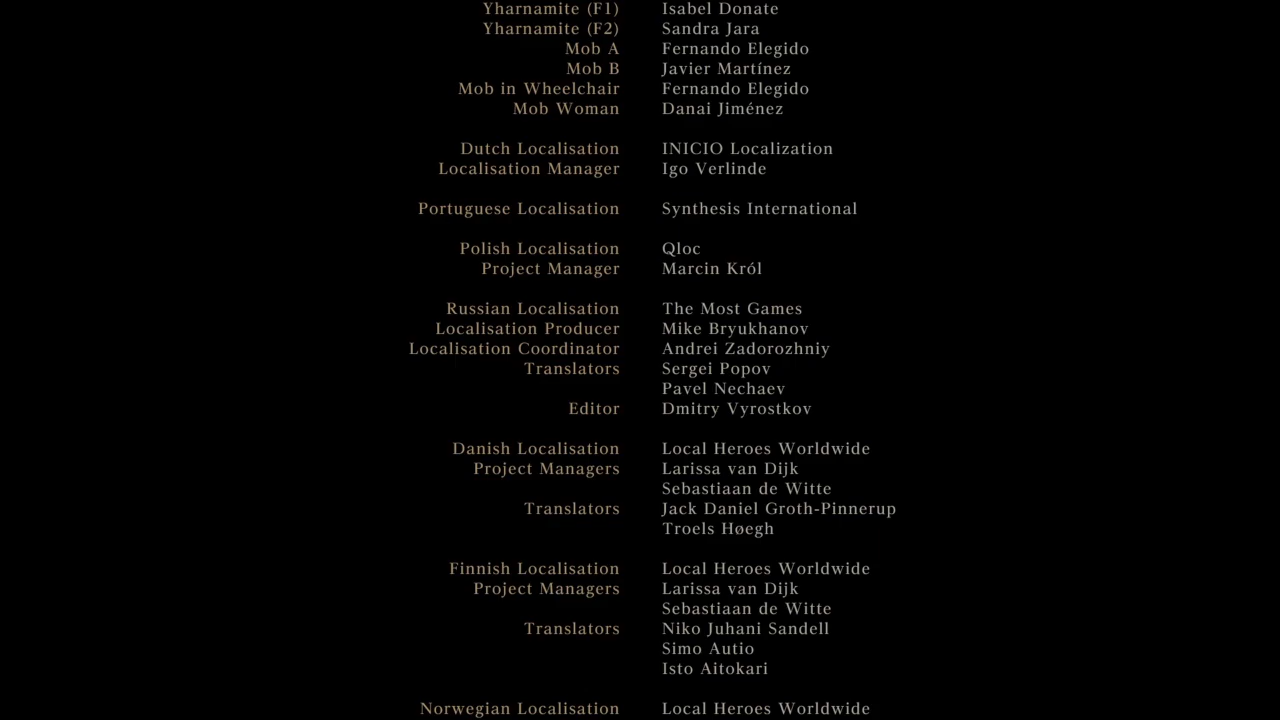 Yharnamite (F1) Isabel Donate
Yharnamite (F2) Sandra Jara
Mob A Fernando Elegido
Mob B Javier Martínez
Mob in Wheelchair Fernando Elegido
Mob Woman Danai Jiménez
Dutch Localisation INICIO Localization
Localisation Manager Igo Verlinde
Portuguese Localisation Synthesis International
Polish Localisation Qloc
Project Manager Marcin Król
Russian Localisation The Most Games
Localisation Producer Mike Bryukhanov
Localisation Coordinator Andrei Zadorozhniy
Translators Sergei Popov
Pavel Nechaev
Editor Dmitry Vyrostkov
Danish Localisation Local Heroes Worldwide
Project Managers Larissa van Dijk
Sebastiaan de Witte
Translators Jack Daniel Groth-Pinnerup
Troels Høegh
Finnish Localisation Local Heroes Worldwide
Project Managers Larissa van Dijk
Sebastiaan de Witte
Translators Niko Juhani Sandell
Simo Autio
Isto Aitokari
Norwegian Localisation Local Heroes Worldwide